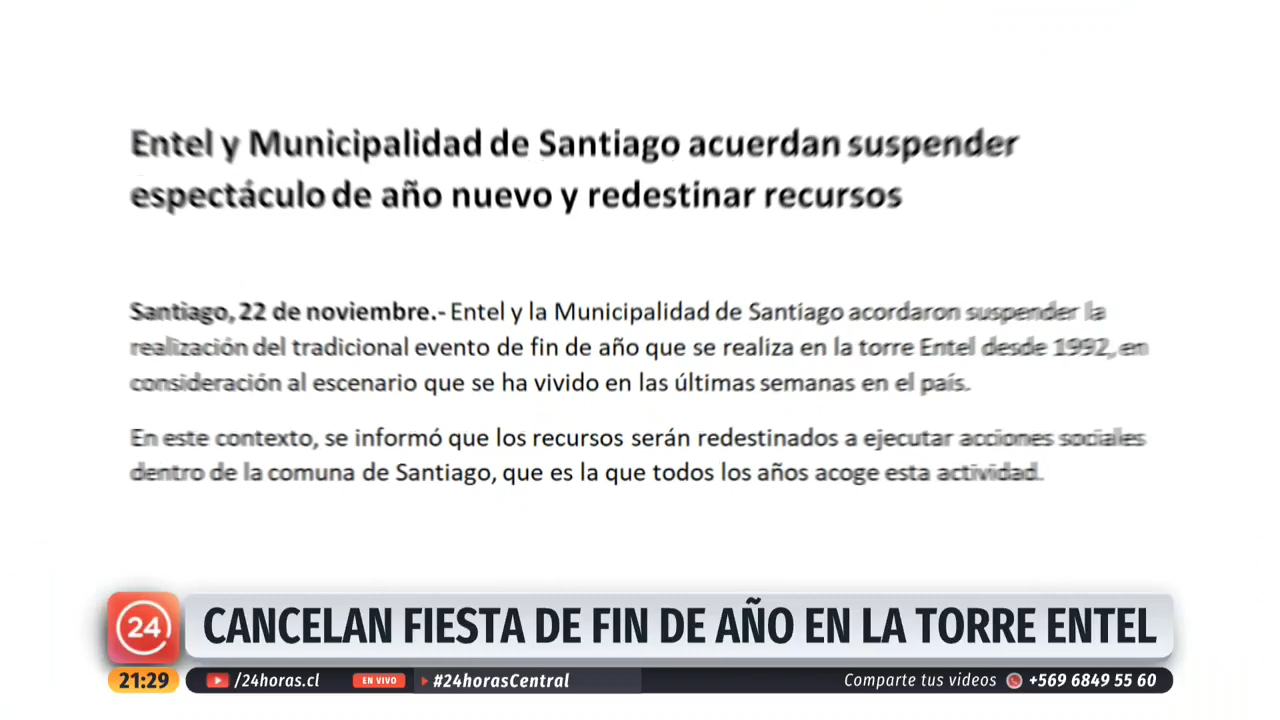 Entel y Municipalidad de Santiago acuerdan suspender
espectáculo de año nuevo y redestinar recursos
Santiago, 22 de noviembre.- Entel y la Municipalidad de Santiago acordaron suspender la
realización del tradicional evento de fin de año que se realiza en la torre Entel desde 1992, en
consideración al escenario que se ha vivido en las últimas semanas en el país.
En este contexto, se informó que los recursos serán redestinados a ejecutar acciones sociales
dentro de la comuna de Santiago, que es la que todos los años acoge esta actividad.
24
CANCELAN FIESTA DE FIN DE AÑO EN LA TORRE ENTEL
21:29 /24horas.cl EN VIVO #24horasCentral Comparte tus videos +569 6849 55 60